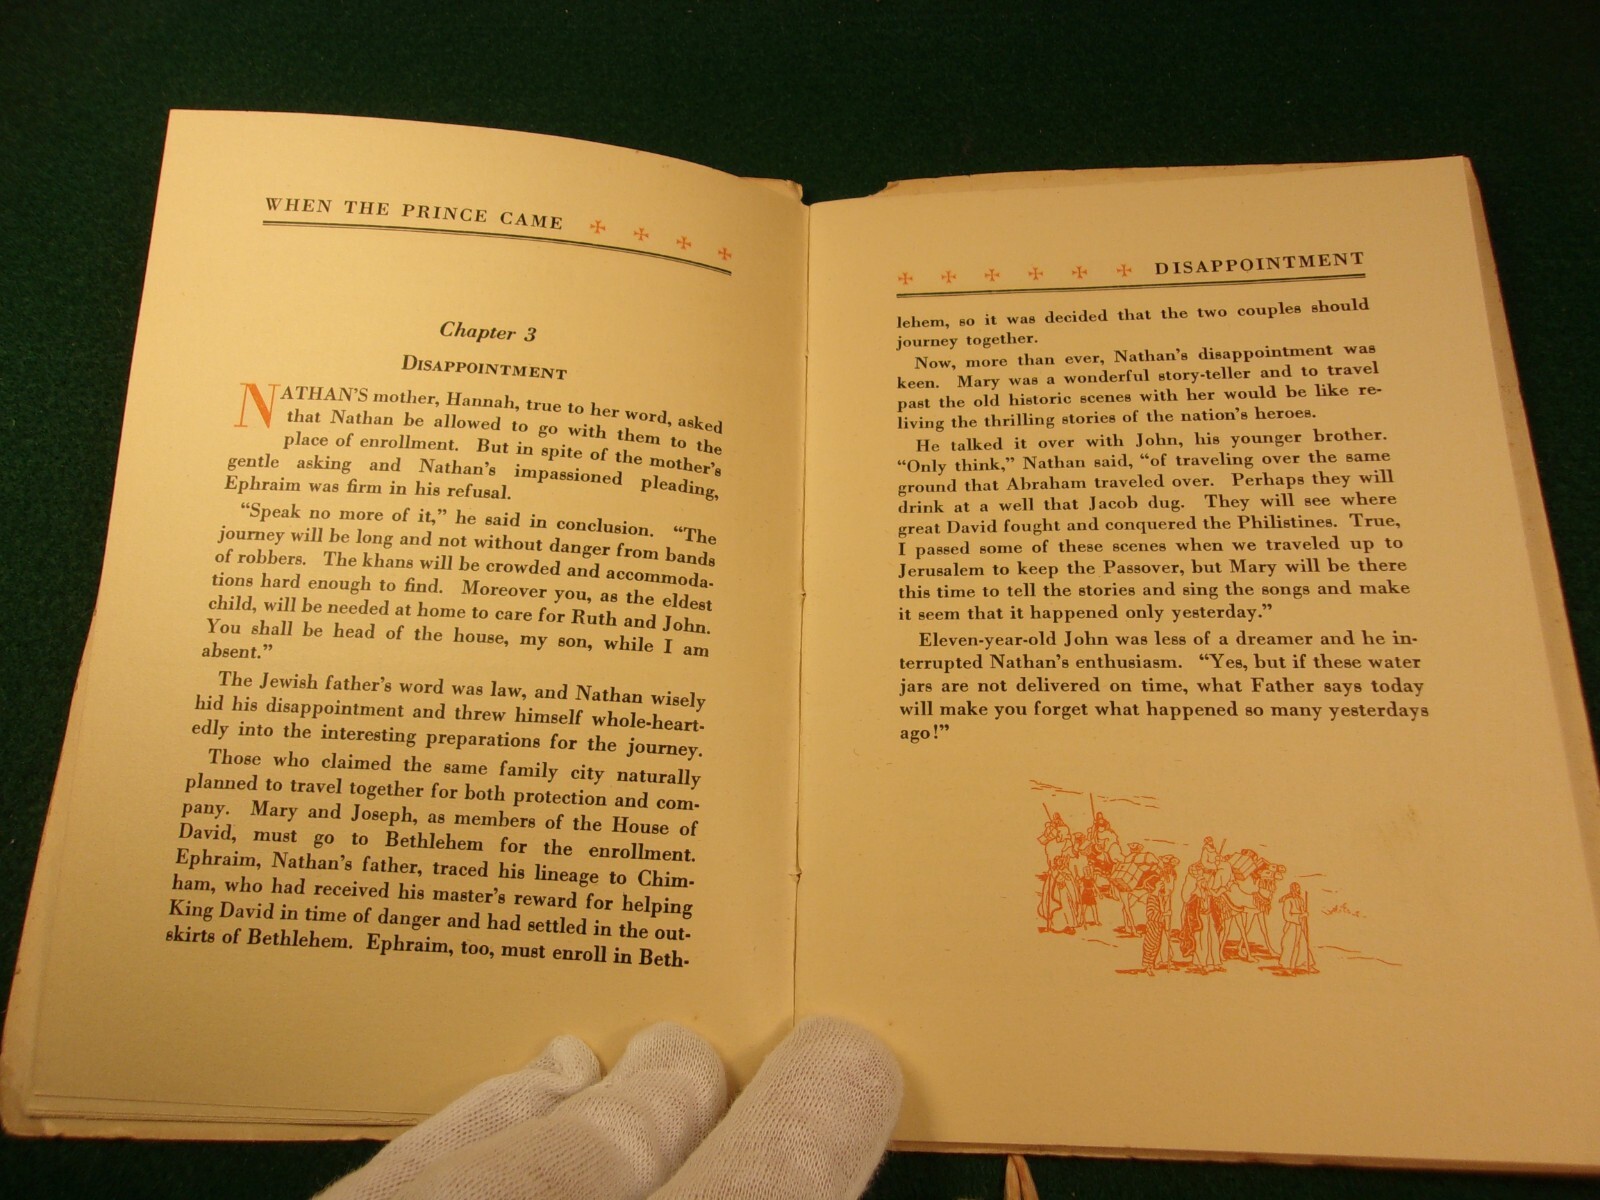 WHEN THE PRINCE CAME
Chapter 3
DISAPPOINTMENT
NATHAN'S mother, Hannah, true to her word, asked
that Nathan be allowed to go with them to the
place of enrollment. But in spite of the mother's
gentle asking and Nathan's impassioned pleading,
Ephraim was firm in his refusal.
"Speak no more of it," he said in conclusion. "The
journey will be long and not without danger from bands
of robbers. The khans will be crowded and accommoda-
tions hard enough to find. Moreover you, as the eldest
child, will be needed at home to care for Ruth and John.
You shall be head of the house, my son, while I am
absent."
The Jewish father's word was law, and Nathan wisely
hid his disappointment and threw himself whole-heart-
edly into the interesting preparations for the journey.
Those who claimed the same family city naturally
planned to travel together for both protection and com-
pany. Mary and Joseph, as members of the House of
David, must go to Bethlehem for the enrollment.
Ephraim, Nathan's father, traced his lineage to Chim-
ham, who had received his master's reward for helping
King David in time of danger and had settled in the out-
skirts of Bethlehem. Ephraim, too, must enroll in Beth-
DISAPPOINTMENT
lehem, so it was decided that the two couples should
journey together.
Now, more than ever, Nathan's disappointment was
keen. Mary was a wonderful story-teller and to travel
past the old historic scenes with her would be like re-
living the thrilling stories of the nation's heroes.
He talked it over with John, his younger brother.
"Only think," Nathan said, "of traveling over the same
ground that Abraham traveled over. Perhaps they will
drink at a well that Jacob dug. They will see where
great David fought and conquered the Philistines. True,
I passed some of these scenes when we traveled up to
Jerusalem to keep the Passover, but Mary will be there
this time to tell the stories and sing the songs and make
it seem that it happened only yesterday."
Eleven-year-old John was less of a dreamer and he in-
terrupted Nathan's enthusiasm. "Yes, but if these water
jars are not delivered on time, what Father says today
will make you forget what happened so many yesterdays
ago!"